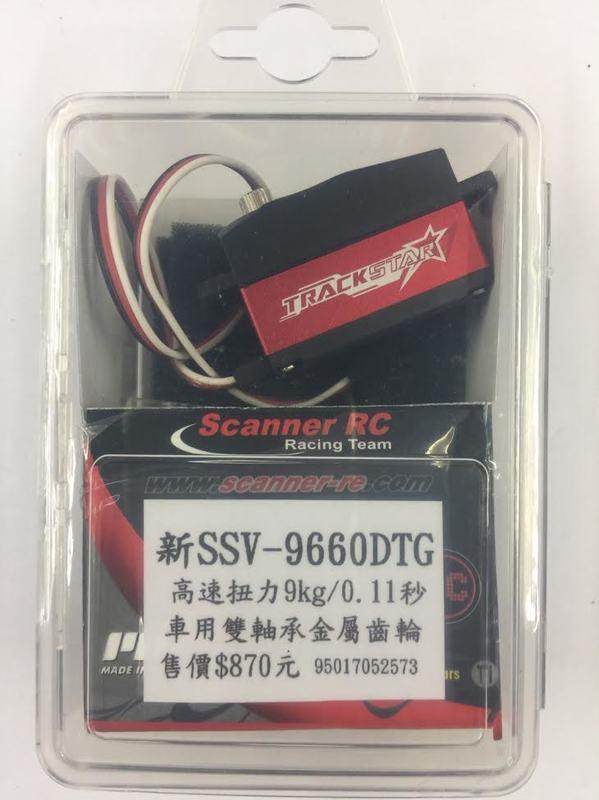 TRACKSTAR
Scanner RC
Racing Team
www.scanner-rc.com
新SSV-9660DTG
高速扭力9kg/0.11秒
車用雙軸承金屬齒輪
售價$870元 95017052573
MADE IN